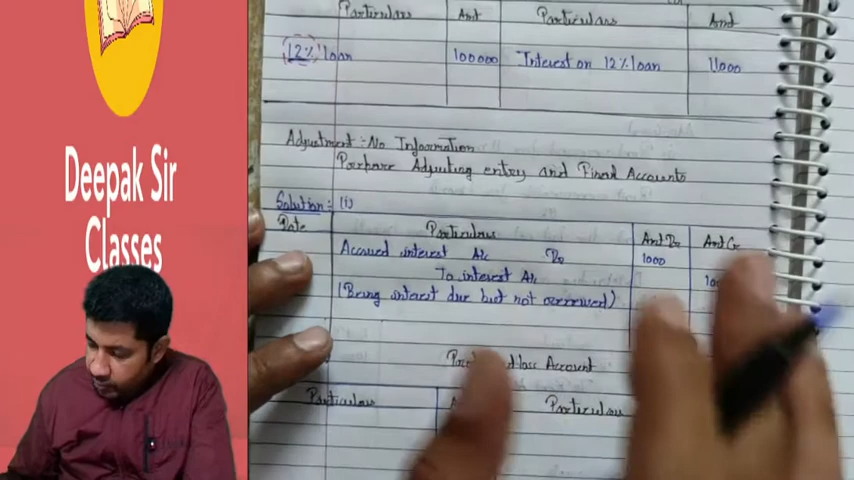 Particulars Amt Particulars Amt
12% loan 100000 Interest on 12% loan 11000
Adjustment :- No Information
Prepare Adjusting entry and Final Accounts
Solution :- (i)
Date Particulars Amt Dr Amt Cr
Accrued interest A/c Dr 1000
To interest A/c
(Being interest due but not
loss Account
Particulars Particulars
Deepak Sir
Classes